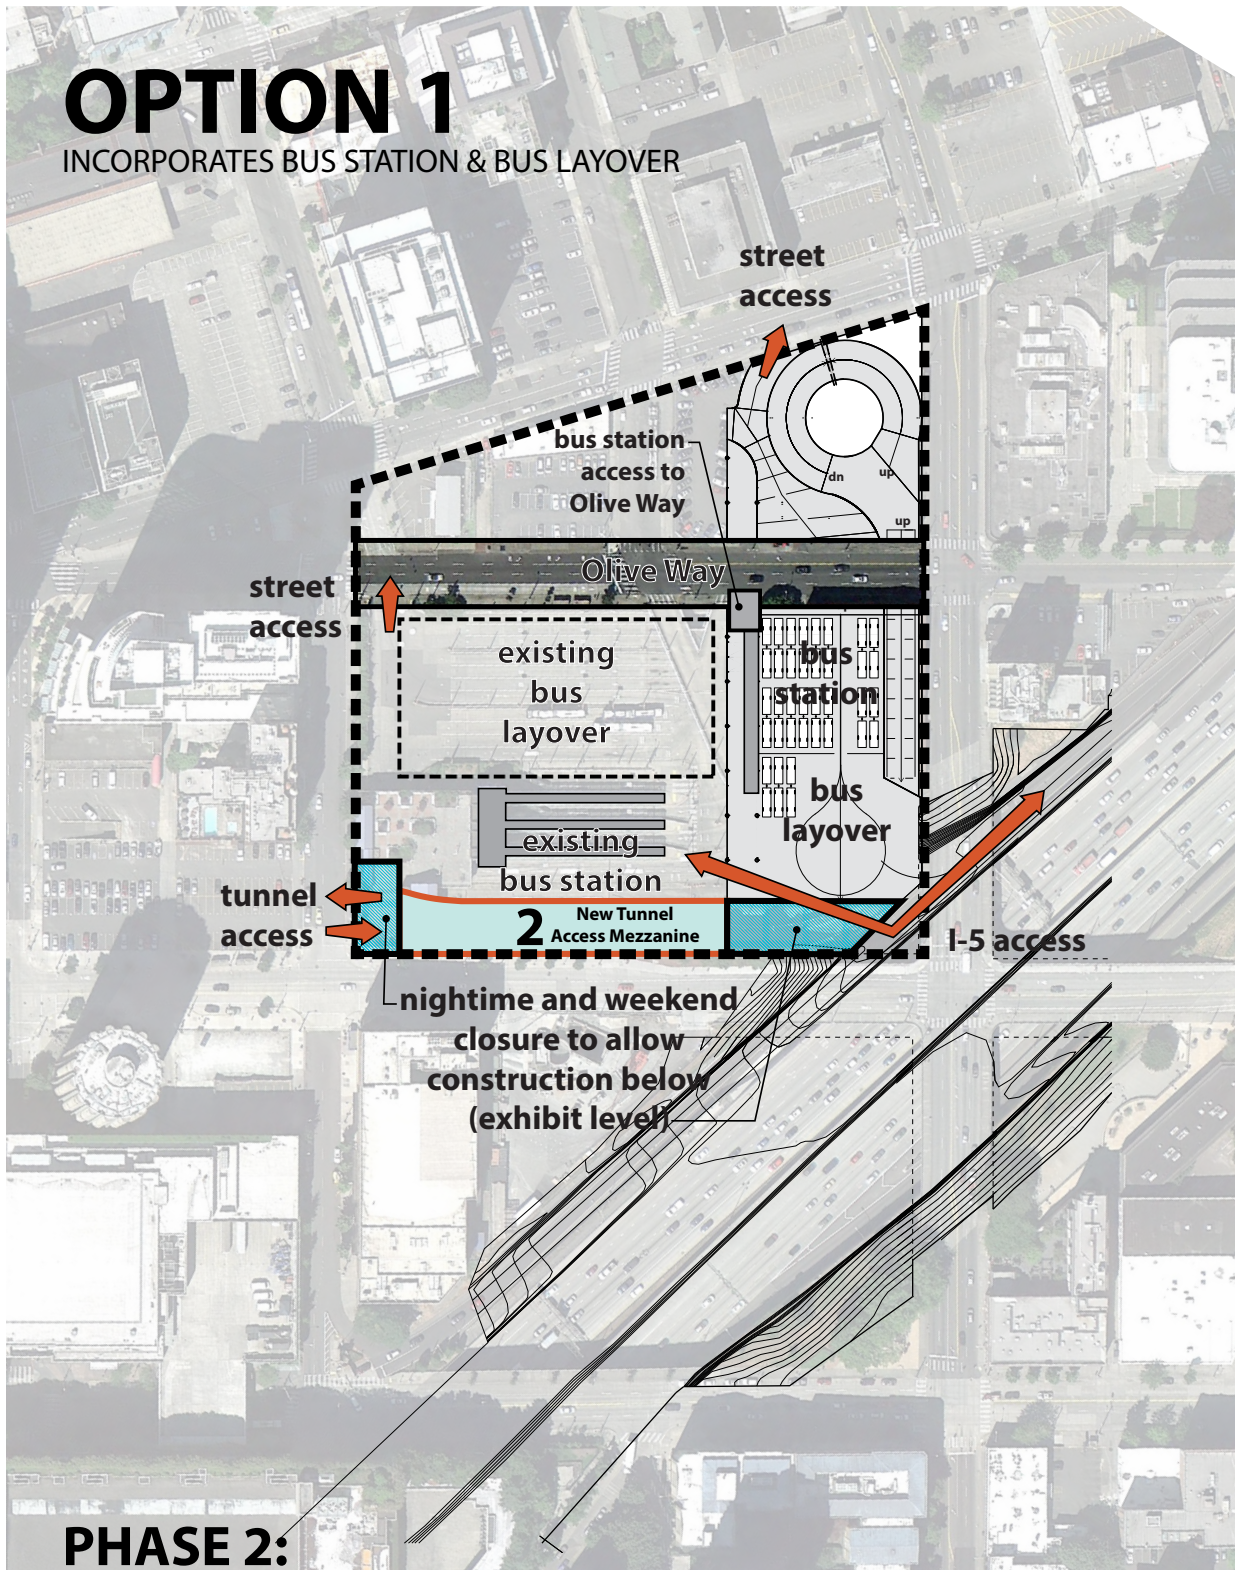 OPTION 1
INCORPORATES BUS STATION & BUS LAYOVER
street
access
bus station
access to
Olive Way
dn
up
up
Olive Way
street
access
existing
bus
layover
bus
station
bus
layover
existing
bus station
tunnel
access
2
New Tunnel
Access Mezzanine
I-5 access
nightime and weekend
closure to allow
construction below
(exhibit level)
PHASE 2: